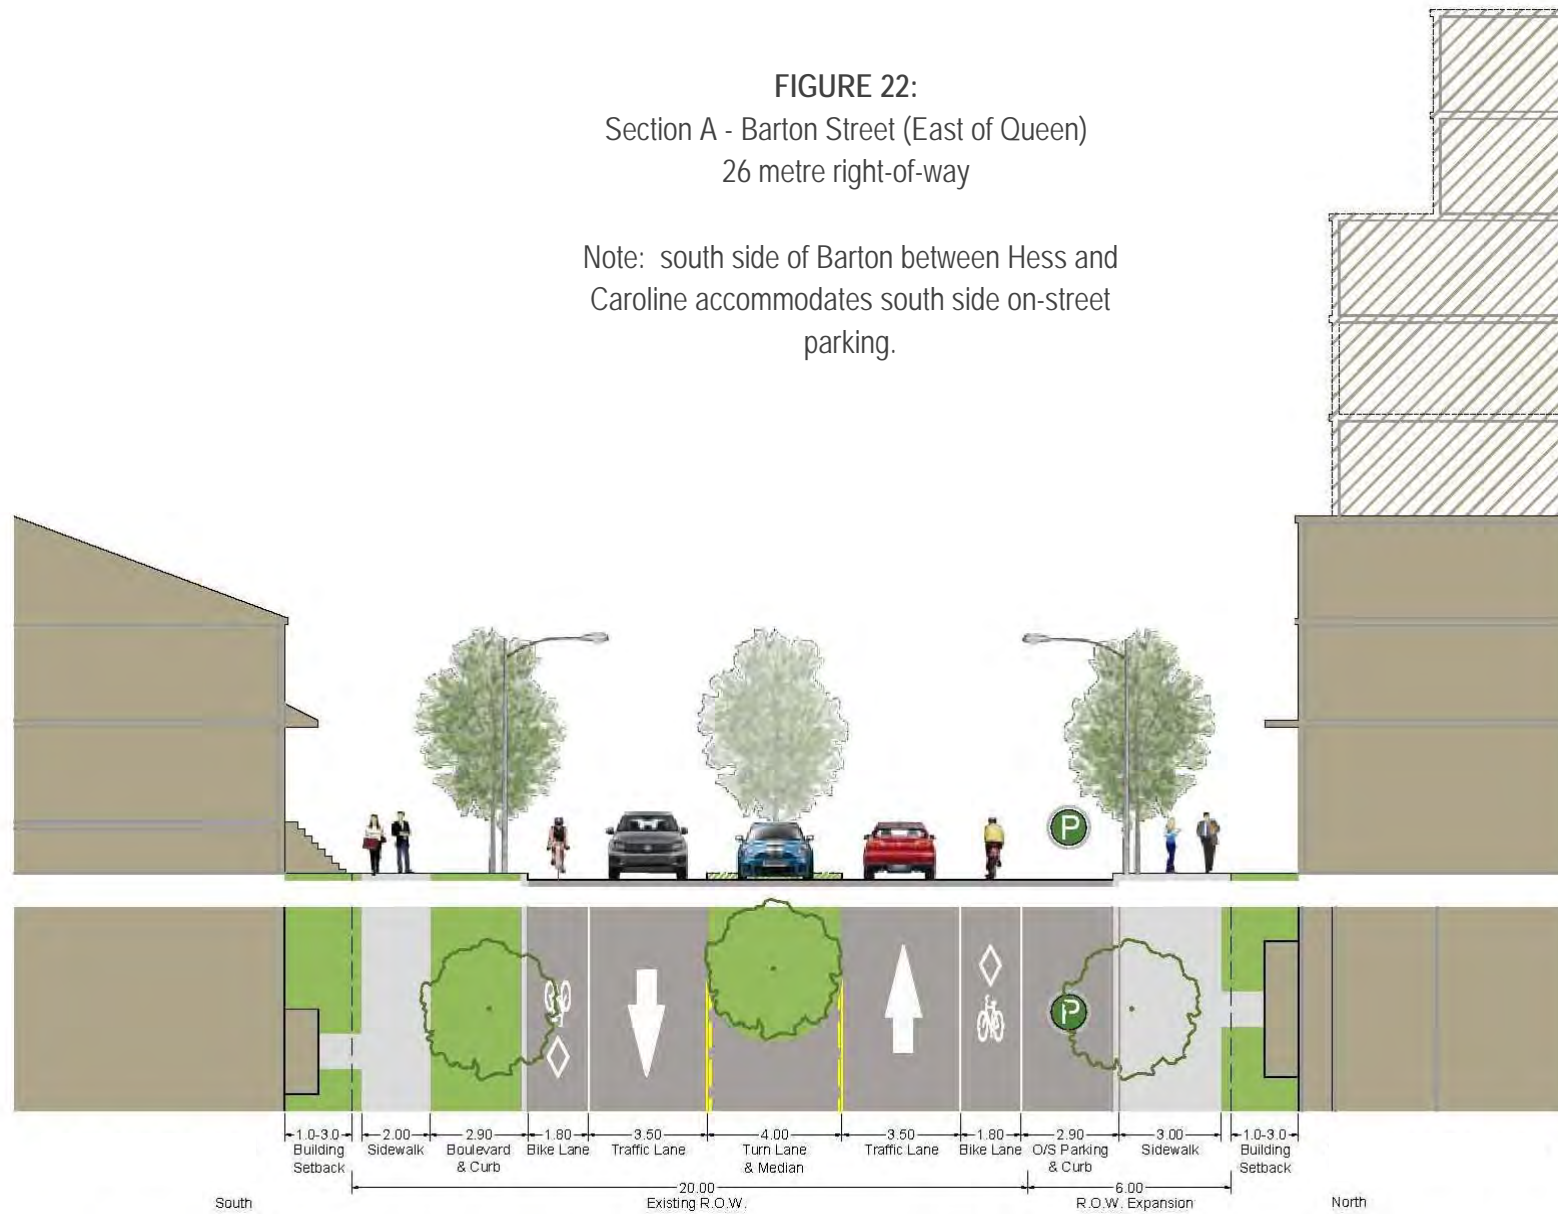 FIGURE 22:
Section A - Barton Street (East of Queen)
26 metre right-of-way
Note: south side of Barton between Hess and
Caroline accommodates south side on-street
parking.
P
P
1.0-3.0 2.00 2.90 1.80 3.50 4.00 3.50 1.80 2.90 3.00 1.0-3.0
Building Sidewalk Boulevard Bike Lane Traffic Lane Turn Lane Traffic Lane Bike Lane O/S Parking Sidewalk Building
Setback & Curb & Median & Curb Setback
20.00 6.00
South Existing R.O.W. R.O.W. Expansion North